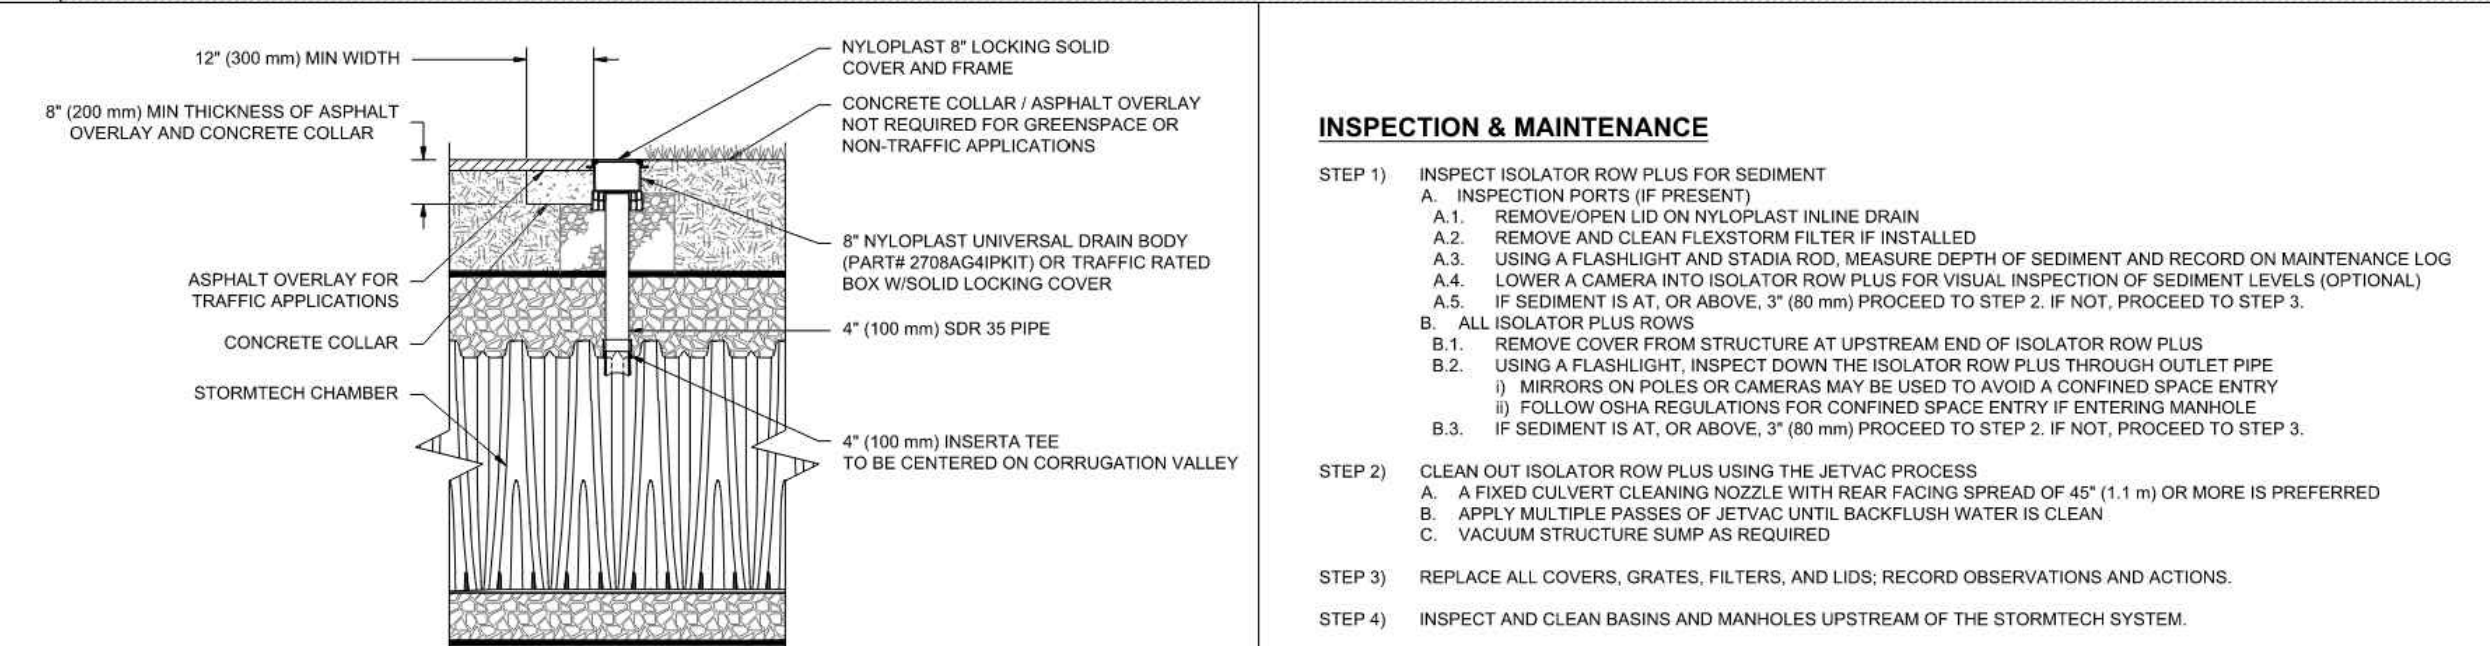 12" (300 mm) MIN WIDTH
8" (200 mm) MIN THICKNESS OF ASPHALT
OVERLAY AND CONCRETE COLLAR
ASPHALT OVERLAY FOR
TRAFFIC APPLICATIONS
CONCRETE COLLAR
STORMTECH CHAMBER
NYLOPLAST 8" LOCKING SOLID
COVER AND FRAME
CONCRETE COLLAR / ASPHALT OVERLAY
NOT REQUIRED FOR GREENSPACE OR
NON-TRAFFIC APPLICATIONS
8" NYLOPLAST UNIVERSAL DRAIN BODY
(PART# 2708AG4IPKIT) OR TRAFFIC RATED
BOX W/SOLID LOCKING COVER
4" (100 mm) SDR 35 PIPE
4" (100 mm) INSERTA TEE
TO BE CENTERED ON CORRUGATION VALLEY
INSPECTION & MAINTENANCE
STEP 1) INSPECT ISOLATOR ROW PLUS FOR SEDIMENT
A. INSPECTION PORTS (IF PRESENT)
A.1. REMOVE/OPEN LID ON NYLOPLAST INLINE DRAIN
A.2. REMOVE AND CLEAN FLEXSTORM FILTER IF INSTALLED
A.3. USING A FLASHLIGHT AND STADIA ROD, MEASURE DEPTH OF SEDIMENT AND RECORD ON MAINTENANCE LOG
A.4. LOWER A CAMERA INTO ISOLATOR ROW PLUS FOR VISUAL INSPECTION OF SEDIMENT LEVELS (OPTIONAL)
A.5. IF SEDIMENT IS AT, OR ABOVE, 3" (80 mm) PROCEED TO STEP 2. IF NOT, PROCEED TO STEP 3.
B. ALL ISOLATOR PLUS ROWS
B.1. REMOVE COVER FROM STRUCTURE AT UPSTREAM END OF ISOLATOR ROW PLUS
B.2. USING A FLASHLIGHT, INSPECT DOWN THE ISOLATOR ROW PLUS THROUGH OUTLET PIPE
i) MIRRORS ON POLES OR CAMERAS MAY BE USED TO AVOID A CONFINED SPACE ENTRY
ii) FOLLOW OSHA REGULATIONS FOR CONFINED SPACE ENTRY IF ENTERING MANHOLE
B.3. IF SEDIMENT IS AT, OR ABOVE, 3" (80 mm) PROCEED TO STEP 2. IF NOT, PROCEED TO STEP 3.
STEP 2) CLEAN OUT ISOLATOR ROW PLUS USING THE JETVAC PROCESS
A. A FIXED CULVERT CLEANING NOZZLE WITH REAR FACING SPREAD OF 45" (1.1 m) OR MORE IS PREFERRED
B. APPLY MULTIPLE PASSES OF JETVAC UNTIL BACKFLUSH WATER IS CLEAN
C. VACUUM STRUCTURE SUMP AS REQUIRED
STEP 3) REPLACE ALL COVERS, GRATES, FILTERS, AND LIDS; RECORD OBSERVATIONS AND ACTIONS.
STEP 4) INSPECT AND CLEAN BASINS AND MANHOLES UPSTREAM OF THE STORMTECH SYSTEM.